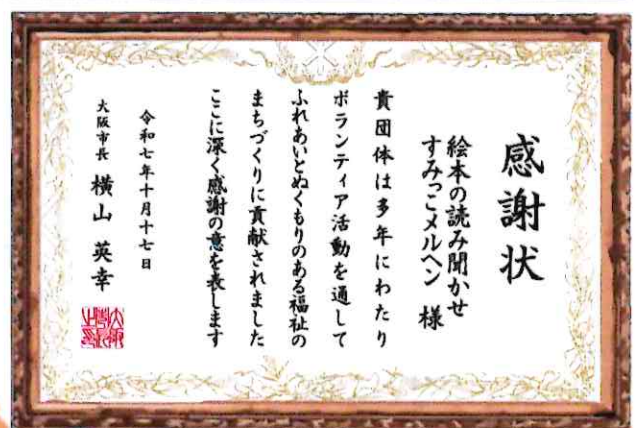 感謝状
絵本の読み聞かせ
すみっこメルヘン 様
貴団体は多年にわたり
ボランティア活動を通して
ふれあいとぬくもりのある福祉の
まちづくりに貢献されました
ここに深く感謝の意を表します
令和七年十月十七日
大阪市長 横山英幸